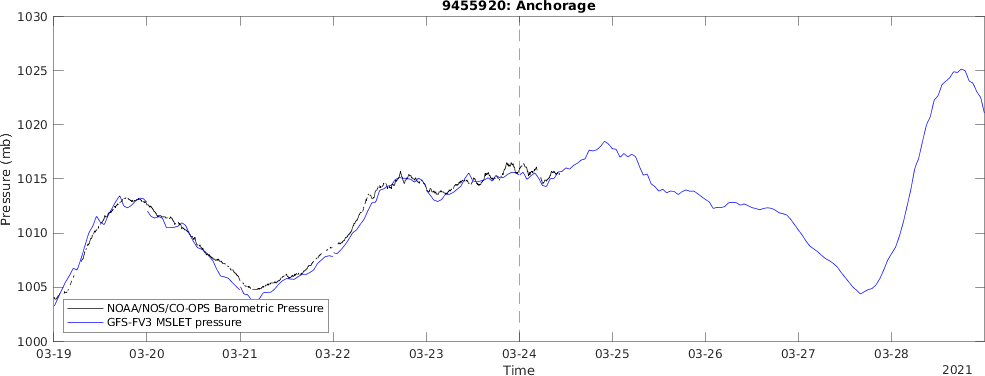 9455920: Anchorage
1030
1025
1020
1015
1010
1005
1000
Pressure (mb)
NOAA/NOS/CO-OPS Barometric Pressure
GFS-FV3 MSLET pressure
03-19 03-20 03-21 03-22 03-23 03-24 03-25 03-26 03-27 03-28
Time
2021